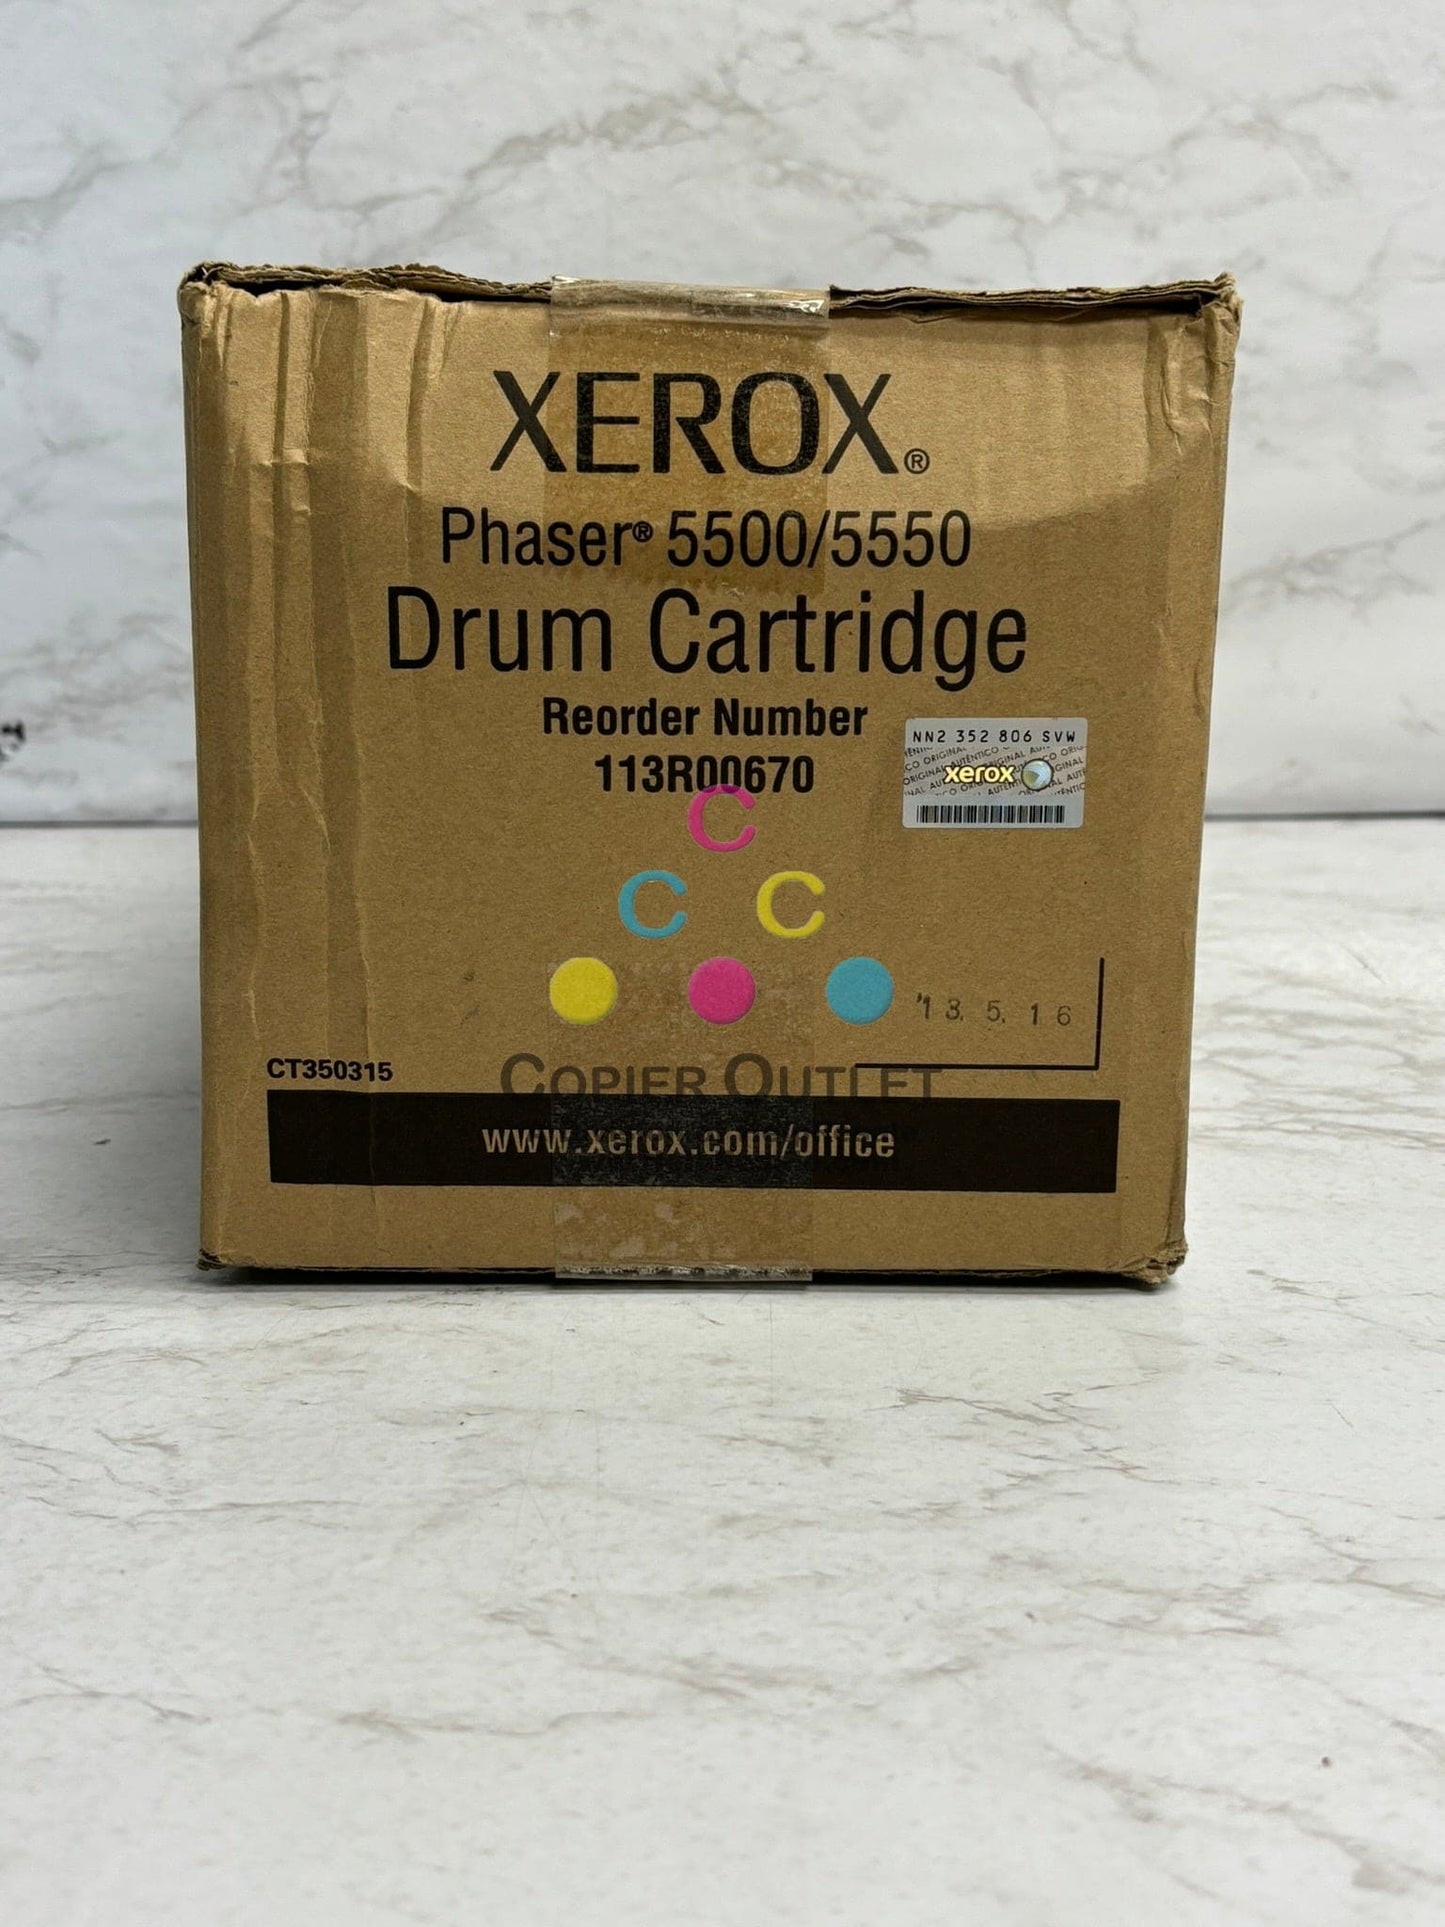 XEROX®
Phaser® 5500/5550
Drum Cartridge
Reorder Number
113R00670
NN2 352 806 SVW
xerox
C
C C
'13. 5. 16
CT350315
COPIER OUTLET
www.xerox.com/office